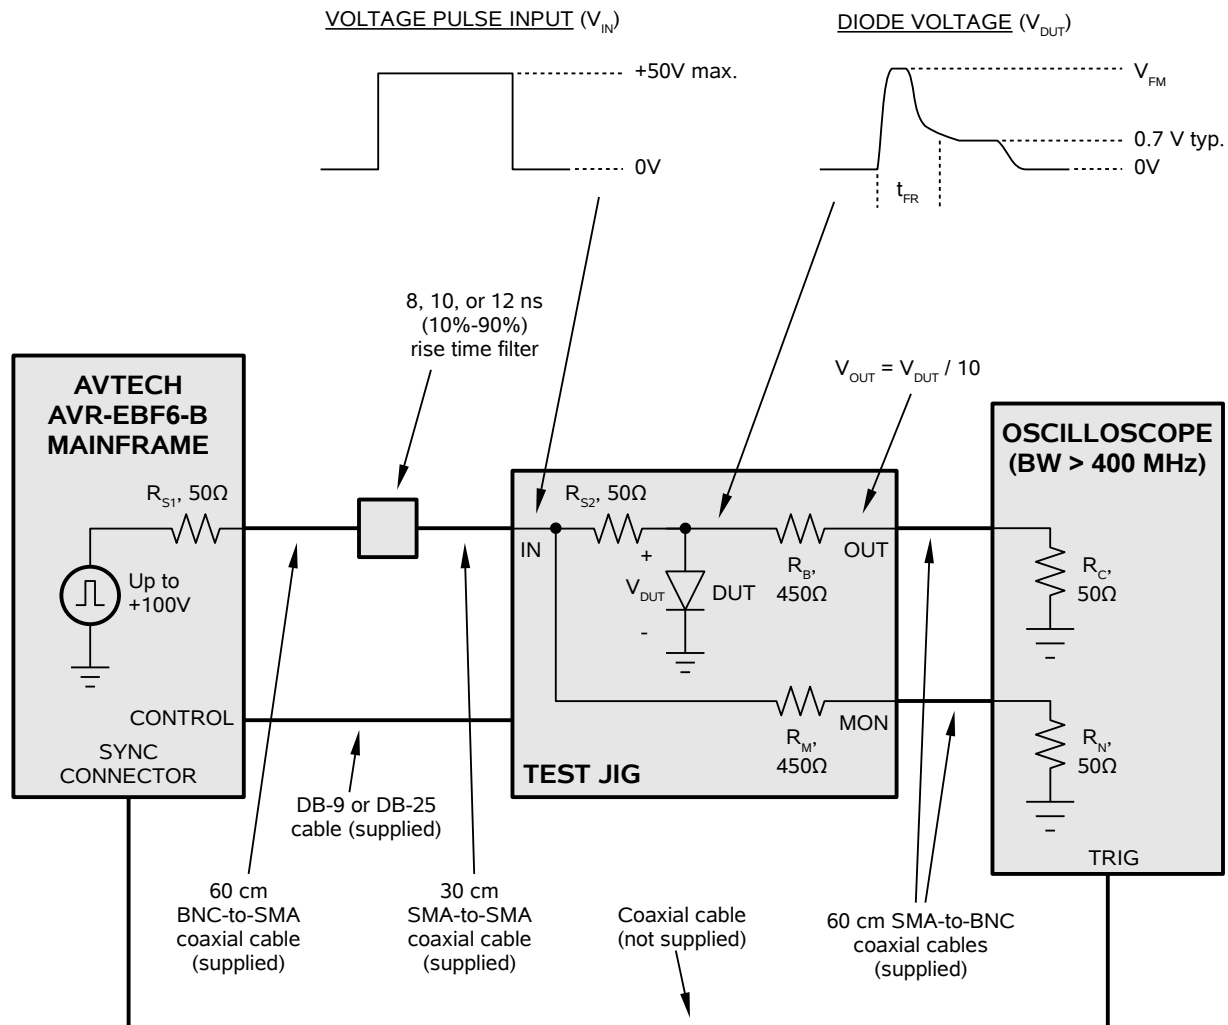 VOLTAGE PULSE INPUT (VIN)
+50V max.
0V
DIODE VOLTAGE (VDUT)
VFM
0.7 V typ.
0V
tFR
8, 10, or 12 ns
(10%-90%)
rise time filter
VOUT = VDUT / 10
AVTECH
AVR-EBF6-B
MAINFRAME
RS1, 50Ω
Up to
+100V
CONTROL
SYNC
CONNECTOR
IN
RS2, 50Ω
+
VDUT
-
DUT
RB,
450Ω
OUT
RM,
450Ω
MON
TEST JIG
OSCILLOSCOPE
(BW > 400 MHz)
RC,
50Ω
RN,
50Ω
TRIG
DB-9 or DB-25
cable (supplied)
60 cm
BNC-to-SMA
coaxial cable
(supplied)
30 cm
SMA-to-SMA
coaxial cable
(supplied)
Coaxial cable
(not supplied)
60 cm SMA-to-BNC
coaxial cables
(supplied)